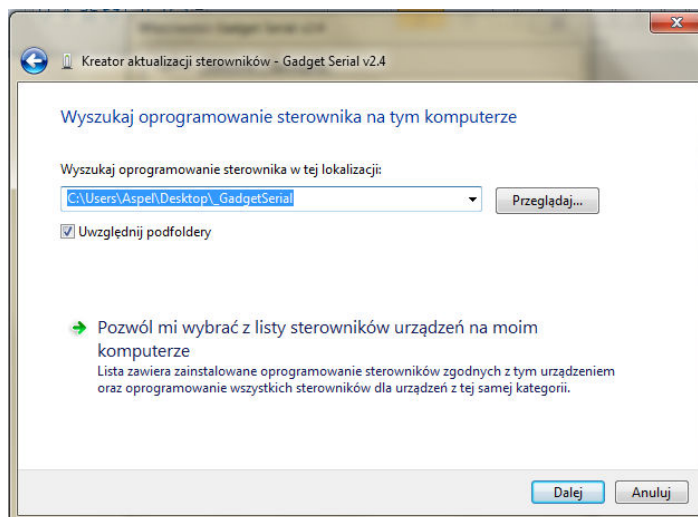 Kreator aktualizacji sterowników - Gadget Serial v2.4
Wyszukaj oprogramowanie sterownika na tym komputerze
Wyszukaj oprogramowanie sterownika w tej lokalizacji:
C:\Users\Aspel\Desktop\_GadgetSerial
Przeglądaj...
Uwzględnij podfoldery
Pozwól mi wybrać z listy sterowników urządzeń na moim
komputerze
Lista zawiera zainstalowane oprogramowanie sterowników zgodnych z tym urządzeniem
oraz oprogramowanie wszystkich sterowników dla urządzeń z tej samej kategorii.
Dalej
Anuluj